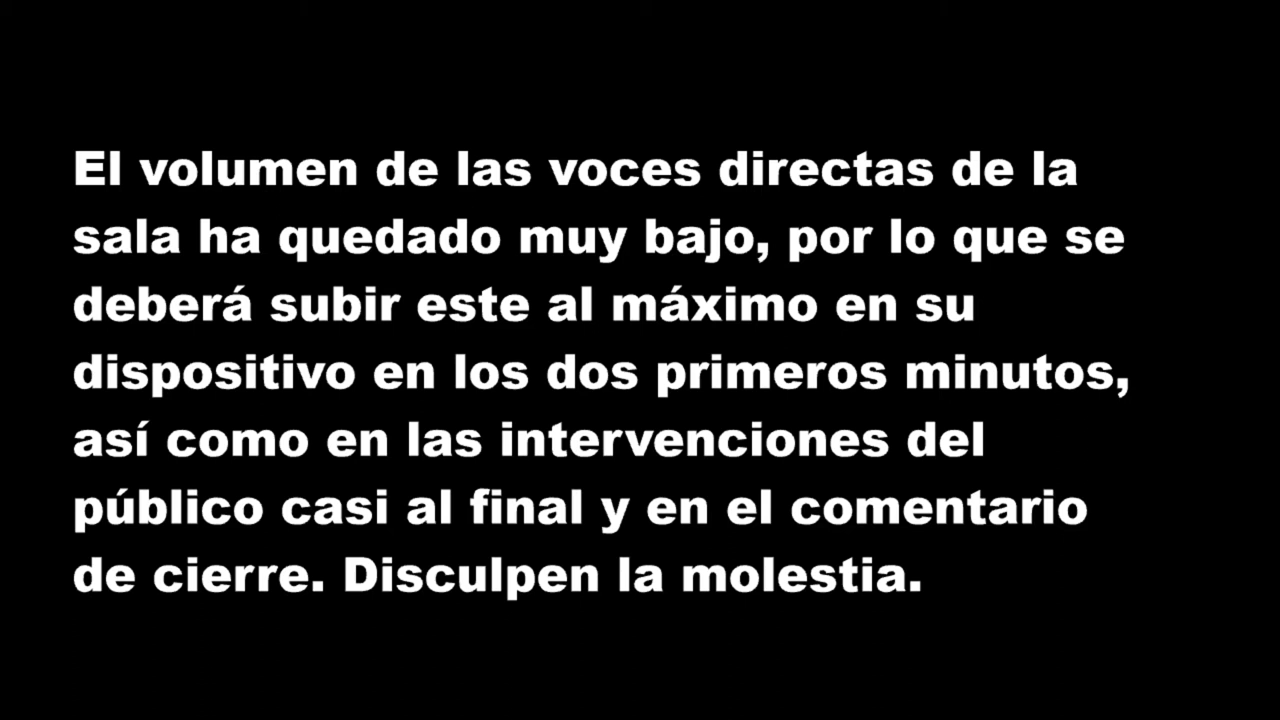 El volumen de las voces directas de la
sala ha quedado muy bajo, por lo que se
deberá subir este al máximo en su
dispositivo en los dos primeros minutos,
así como en las intervenciones del
público casi al final y en el comentario
de cierre. Disculpen la molestia.